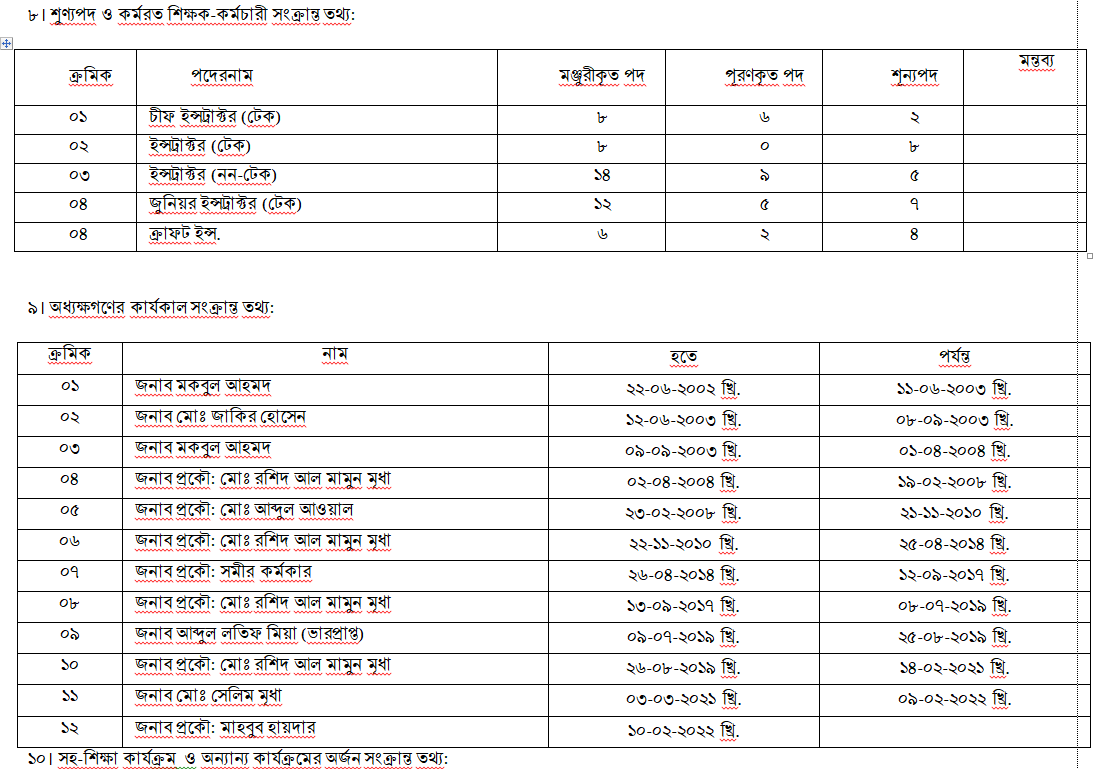 ৮। শুণ্যপদ ও কর্মরত শিক্ষক-কর্মচারী সংক্রান্ত তথ্য:
ক্রমিক পদেরনাম মঞ্জুরীকৃত পদ পূরণকৃত পদ শূন্যপদ মন্তব্য
০১ চীফ ইন্সট্রাক্টর (টেক) ৮ ৬ ২
০২ ইন্সট্রাক্টর (টেক) ৮ ০ ৮
০৩ ইন্সট্রাক্টর (নন-টেক) ১৪ ৯ ৫
০৪ জুনিয়র ইন্সট্রাক্টর (টেক) ১২ ৫ ৭
০৪ ক্রাফট ইন্স. ৬ ২ ৪
৯। অধ্যক্ষগণের কার্যকাল সংক্রান্ত তথ্য:
ক্রমিক নাম হতে পর্যন্ত
০১ জনাব মকবুল আহমদ ২২-০৬-২০০২ খ্রি. ১১-০৬-২০০৩ খ্রি.
০২ জনাব মোঃ জাকির হোসেন ১২-০৬-২০০৩ খ্রি. ০৮-০৯-২০০৩ খ্রি.
০৩ জনাব মকবুল আহমদ ০৯-০৯-২০০৩ খ্রি. ০১-০৪-২০০৪ খ্রি.
০৪ জনাব প্রকৌ: মোঃ রশিদ আল মামুন মৃধা ০২-০৪-২০০৪ খ্রি. ১৯-০২-২০০৮ খ্রি.
০৫ জনাব প্রকৌ: মোঃ আব্দুল আওয়াল ২৩-০২-২০০৮ খ্রি. ২১-১১-২০১০ খ্রি.
০৬ জনাব প্রকৌ: মোঃ রশিদ আল মামুন মৃধা ২২-১১-২০১০ খ্রি. ২৫-০৪-২০১৪ খ্রি.
০৭ জনাব প্রকৌ: সমীর কর্মকার ২৬-০৪-২০১৪ খ্রি. ১২-০৯-২০১৭ খ্রি.
০৮ জনাব প্রকৌ: মোঃ রশিদ আল মামুন মৃধা ১৩-০৯-২০১৭ খ্রি. ০৮-০৭-২০১৯ খ্রি.
০৯ জনাব আব্দুল লতিফ মিয়া (ভারপ্রাপ্ত) ০৯-০৭-২০১৯ খ্রি. ২৫-০৮-২০১৯ খ্রি.
১০ জনাব প্রকৌ: মোঃ রশিদ আল মামুন মৃধা ২৬-০৮-২০১৯ খ্রি. ১৪-০২-২০২১ খ্রি.
১১ জনাব মোঃ সেলিম মৃধা ০৩-০৩-২০২১ খ্রি. ০৯-০২-২০২২ খ্রি.
১২ জনাব প্রকৌ: মাহবুব হায়দার ১০-০২-২০২২ খ্রি.
১০। সহ-শিক্ষা কার্যক্রম ও অন্যান্য কার্যক্রমের অর্জন সংক্রান্ত তথ্য: